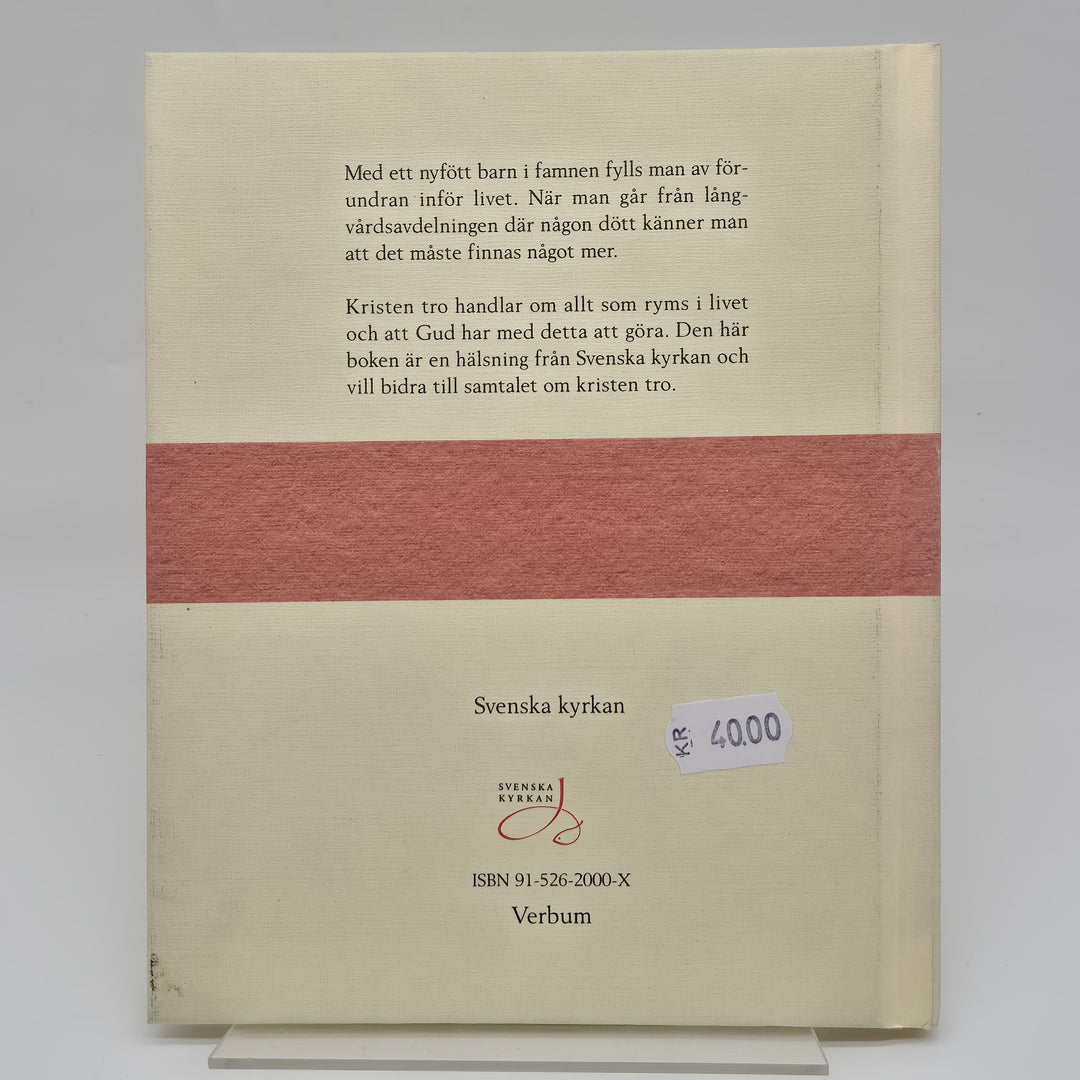 Med ett nyfött barn i famnen fylls man av för-
undran inför livet. När man går från lång-
vårdsavdelningen där någon dött känner man
att det måste finnas något mer.
Kristen tro handlar om allt som ryms i livet
och att Gud har med detta att göra. Den här
boken är en hälsning från Svenska kyrkan och
vill bidra till samtalet om kristen tro.
Svenska kyrkan
KR 40.00
SVENSKA
KYRKAN
ISBN 91-526-2000-X
Verbum